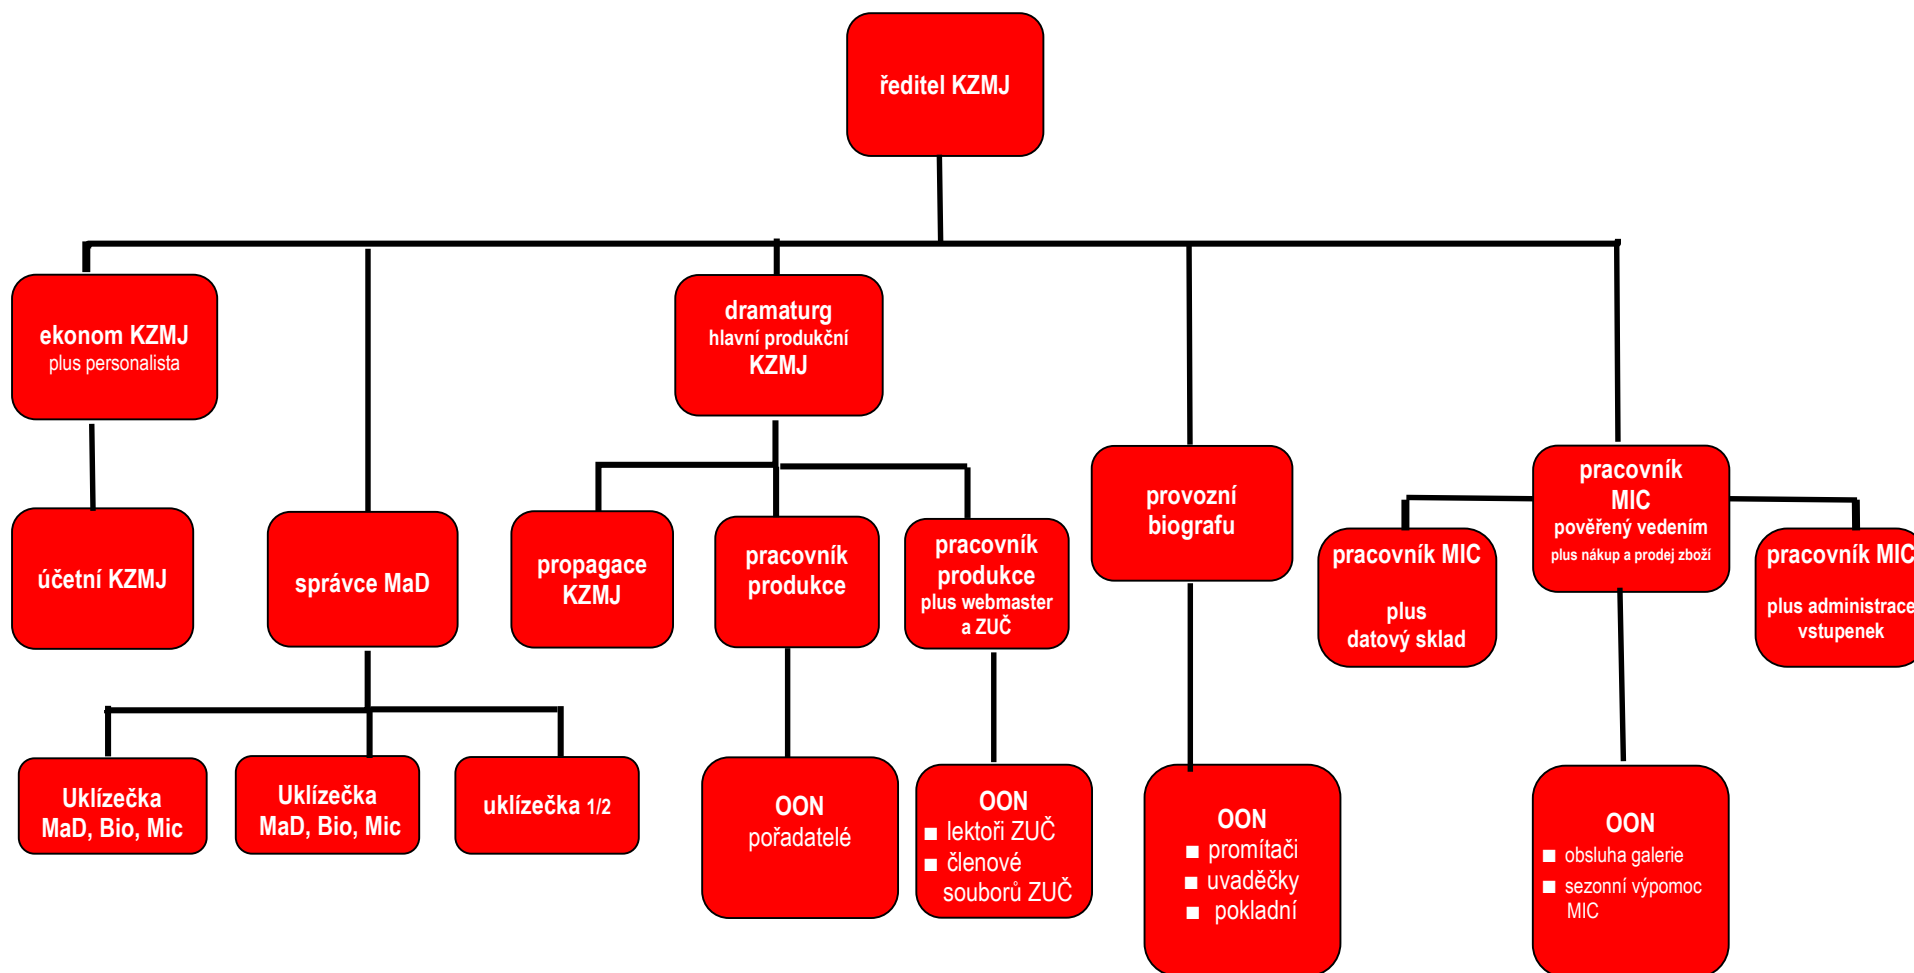 ředitel KZMJ
ekonom KZMJ
plus personalista
dramaturg
hlavní produkční
KZMJ
provozní
biografu
pracovník
MIC
pověřený vedením
plus nákup a prodej zboží
účetní KZMJ
správce MaD
propagace
KZMJ
pracovník
produkce
pracovník
produkce
plus webmaster
a ZUČ
pracovník MIC
plus
datový sklad
pracovník MIC
plus administrace
vstupenek
Uklízečka
MaD, Bio, Mic
Uklízečka
MaD, Bio, Mic
uklízečka 1/2
OON
pořadatelé
OON
■ lektoři ZUČ
■ členové
souborů ZUČ
OON
■ promítači
■ uvaděčky
■ pokladní
OON
■ obsluha galerie
■ sezonní výpomoc
MIC